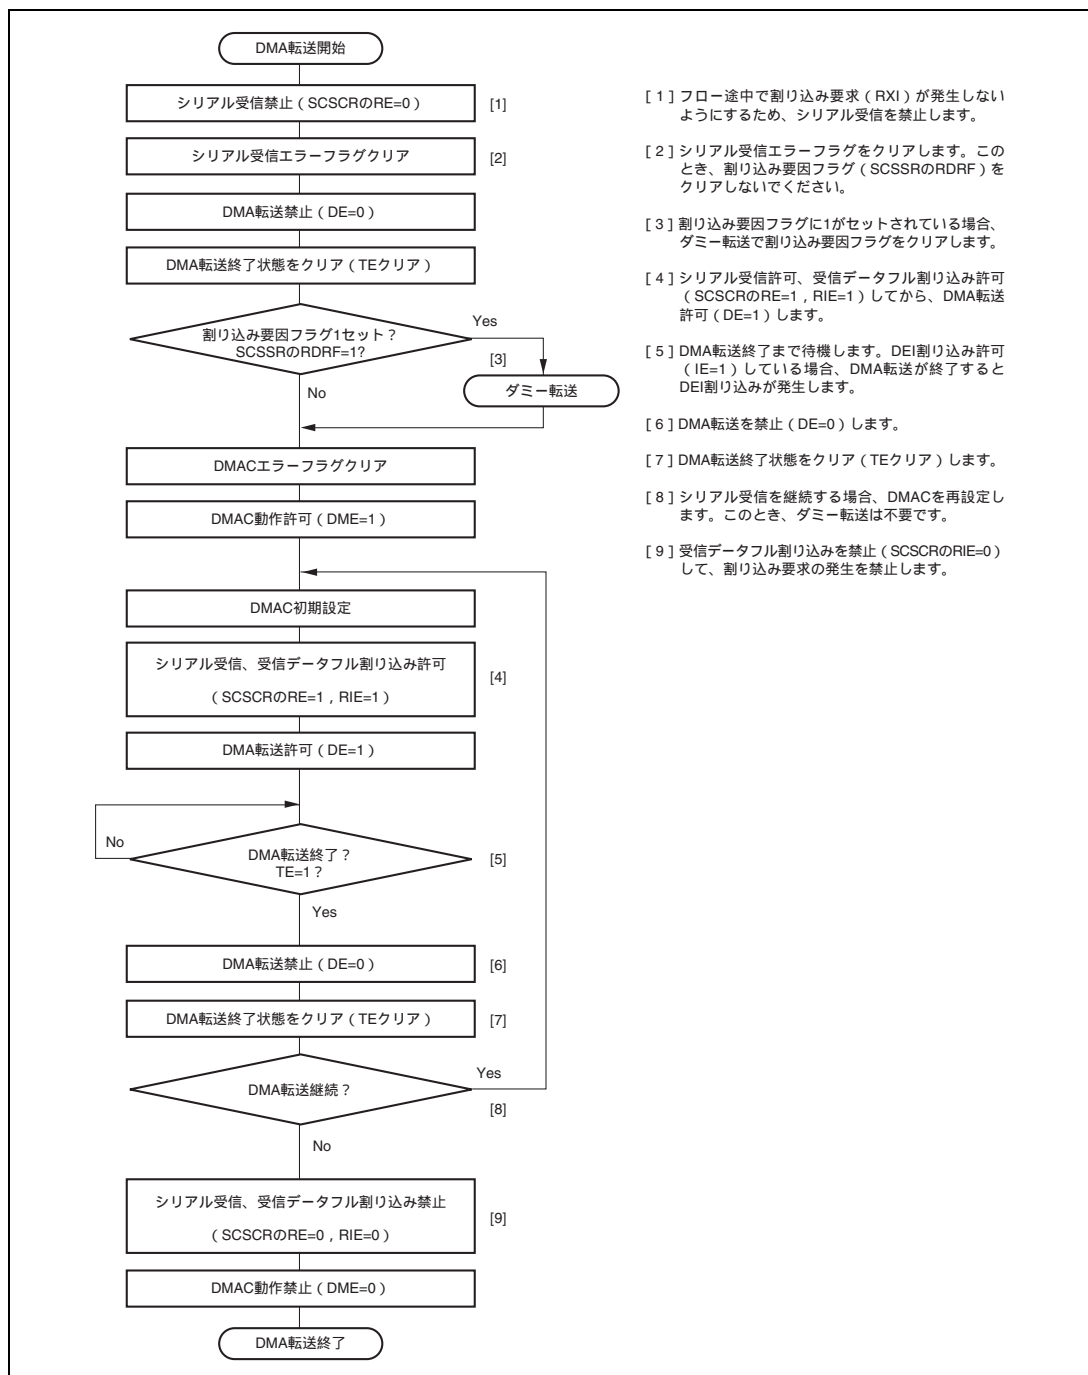 DMA転送開始
シリアル受信禁止（SCSCRのRE=0）
[1]
シリアル受信エラーフラグクリア
[2]
DMA転送禁止（DE=0）
DMA転送終了状態をクリア（TEクリア）
割り込み要因フラグ1セット？
SCSSRのRDRF=1?
Yes
[3]
ダミー転送
No
DMACエラーフラグクリア
DMAC動作許可（DME=1）
DMAC初期設定
シリアル受信、受信データフル割り込み許可
（SCSCRのRE=1，RIE=1）
[4]
DMA転送許可（DE=1）
No
DMA転送終了？
TE=1？
[5]
Yes
DMA転送禁止（DE=0）
[6]
DMA転送終了状態をクリア（TEクリア）
[7]
DMA転送継続？
Yes
[8]
No
シリアル受信、受信データフル割り込み禁止
（SCSCRのRE=0，RIE=0）
[9]
DMAC動作禁止（DME=0）
DMA転送終了
[ 1 ] フロー途中で割り込み要求（RXI）が発生しない
ようにするため、シリアル受信を禁止します。
[ 2 ] シリアル受信エラーフラグをクリアします。この
とき、割り込み要因フラグ（SCSSRのRDRF）を
クリアしないでください。
[ 3 ] 割り込み要因フラグに1がセットされている場合、
ダミー転送で割り込み要因フラグをクリアします。
[ 4 ] シリアル受信許可、受信データフル割り込み許可
（SCSCRのRE=1，RIE=1）してから、DMA転送
許可（DE=1）します。
[ 5 ] DMA転送終了まで待機します。DEI割り込み許可
（IE=1）している場合、DMA転送が終了すると
DEI割り込みが発生します。
[ 6 ] DMA転送を禁止（DE=0）します。
[ 7 ] DMA転送終了状態をクリア（TEクリア）します。
[ 8 ] シリアル受信を継続する場合、DMACを再設定し
ます。このとき、ダミー転送は不要です。
[ 9 ] 受信データフル割り込みを禁止（SCSCRのRIE=0）
して、割り込み要求の発生を禁止します。